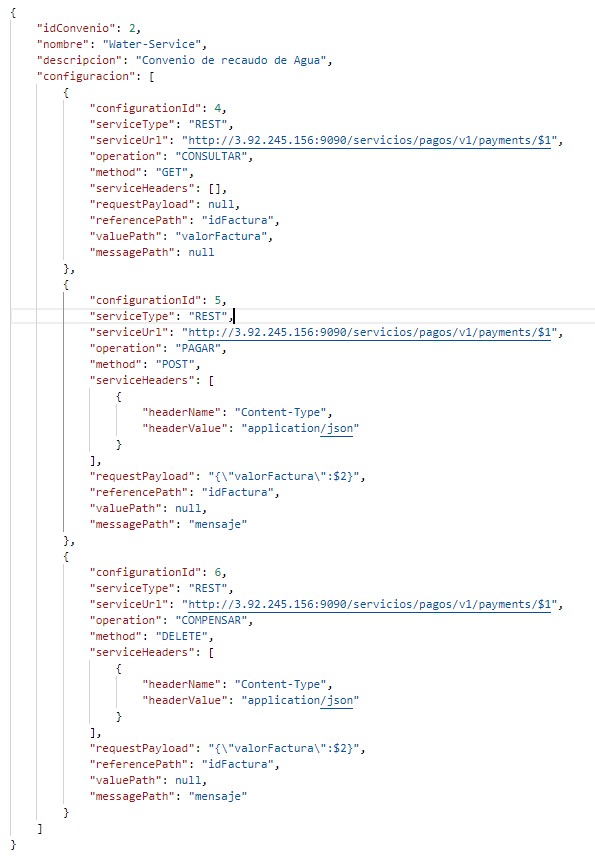 {
"idConvenio": 2,
"nombre": "Water-Service",
"descripcion": "Convenio de recaudo de Agua",
"configuracion": [
{
"configurationId": 4,
"serviceType": "REST",
"serviceUrl": "http://3.92.245.156:9090/servicios/pagos/v1/payments/$1",
"operation": "CONSULTAR",
"method": "GET",
"serviceHeaders": [],
"requestPayload": null,
"referencePath": "idFactura",
"valuePath": "valorFactura",
"messagePath": null
},
{
"configurationId": 5,
"serviceType": "REST",
"serviceUrl": "http://3.92.245.156:9090/servicios/pagos/v1/payments/$1",
"operation": "PAGAR",
"method": "POST",
"serviceHeaders": [
{
"headerName": "Content-Type",
"headerValue": "application/json"
}
],
"requestPayload": "{\"valorFactura\":$2}",
"referencePath": "idFactura",
"valuePath": null,
"messagePath": "mensaje"
},
{
"configurationId": 6,
"serviceType": "REST",
"serviceUrl": "http://3.92.245.156:9090/servicios/pagos/v1/payments/$1",
"operation": "COMPENSAR",
"method": "DELETE",
"serviceHeaders": [
{
"headerName": "Content-Type",
"headerValue": "application/json"
}
],
"requestPayload": "{\"valorFactura\":$2}",
"referencePath": "idFactura",
"valuePath": null,
"messagePath": "mensaje"
}
]
}